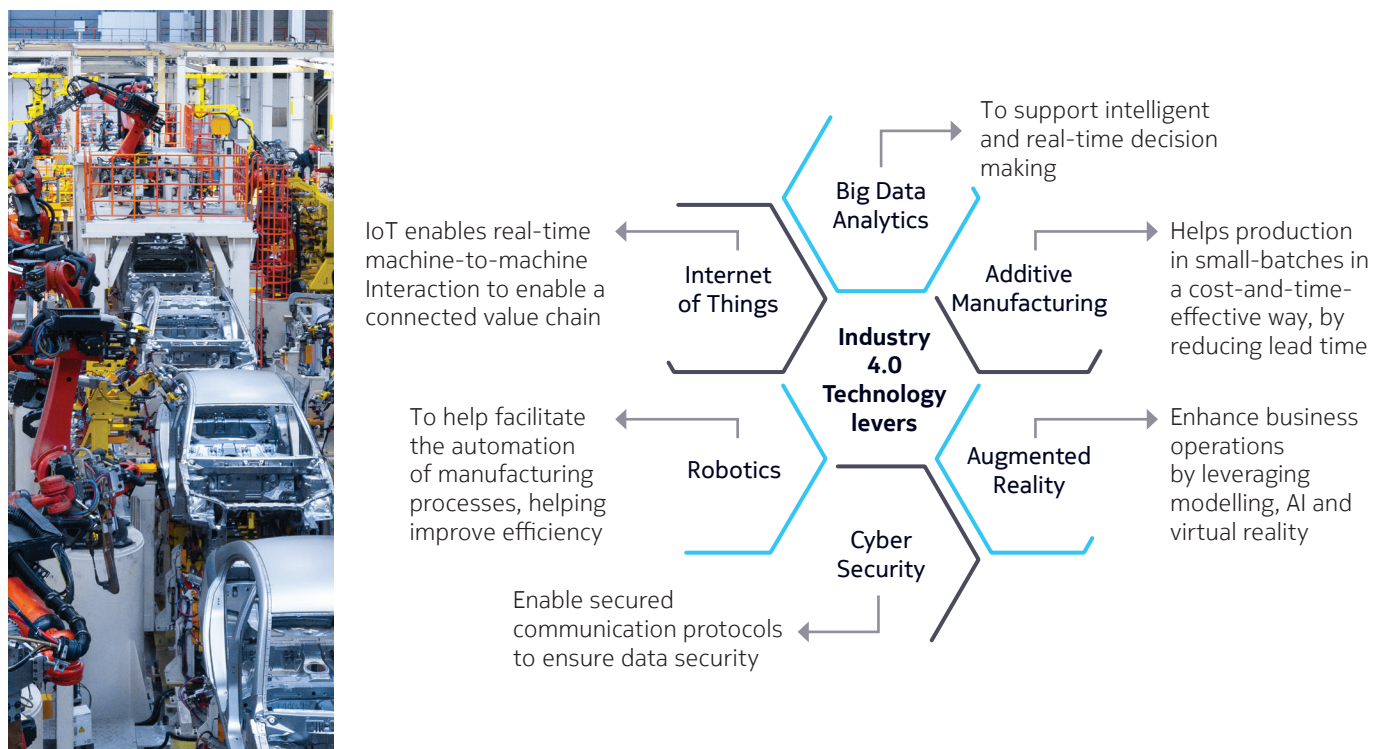 To support intelligent
and real-time decision
making
Big Data
Analytics
IoT enables real-time
machine-to-machine
Interaction to enable a
connected value chain
Internet
of Things
Additive
Manufacturing
Helps production
in small-batches in
a cost-and-time-
effective way, by
reducing lead time
Industry
4.0
Technology
levers
To help facilitate
the automation
of manufacturing
processes, helping
improve efficiency
Robotics
Augmented
Reality
Enhance business
operations
by leveraging
modelling, AI and
virtual reality
Cyber
Security
Enable secured
communication protocols
to ensure data security